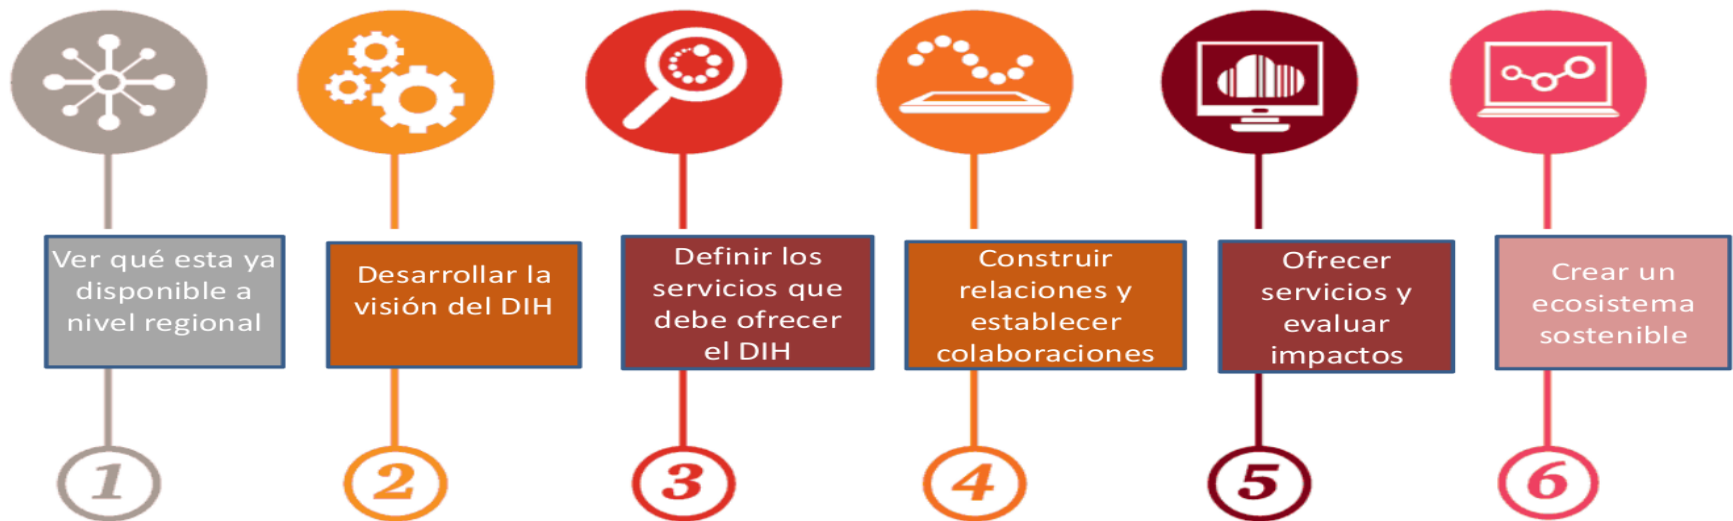 Ver qué esta ya
disponible a
nivel regional
Desarrollar la
visión del DIH
Definir los
servicios que
debe ofrecer
el DIH
Construir
relaciones y
establecer
colaboraciones
Ofrecer
servicios y
evaluar
impactos
Crear un
ecosistema
sostenible
1
2
3
4
5
6